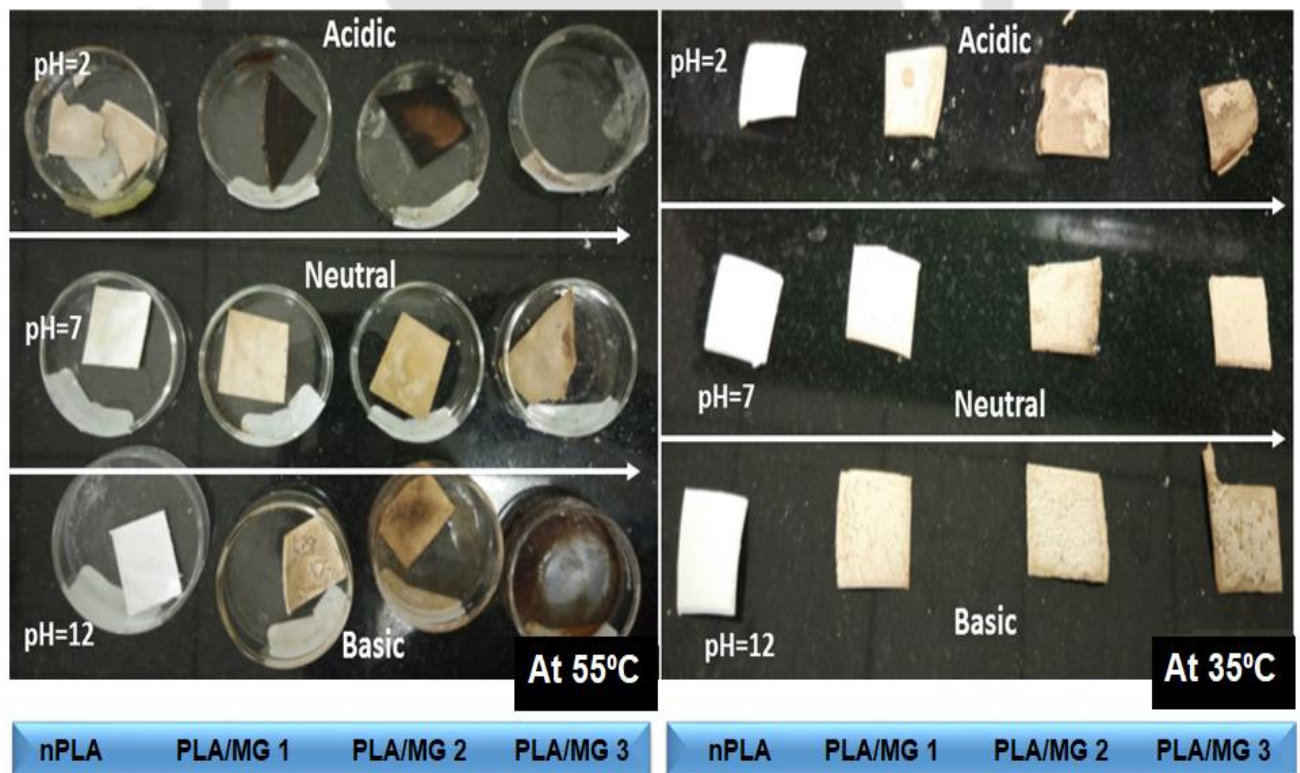 Acidic
pH=2
Neutral
pH=7
pH=12
Basic
At 55⁰C
Acidic
pH=2
pH=7
Neutral
Basic
pH=12
At 35⁰C
nPLA PLA/MG 1 PLA/MG 2 PLA/MG 3
nPLA PLA/MG 1 PLA/MG 2 PLA/MG 3